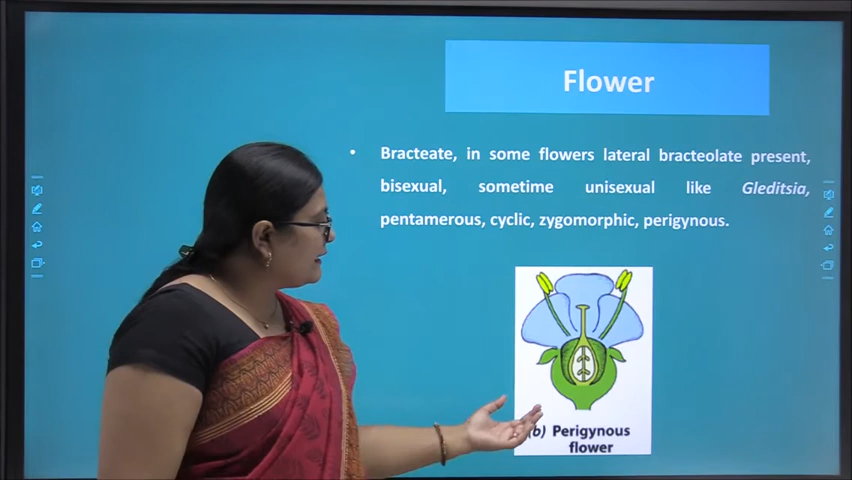 Flower
• Bracteate, in some flowers lateral bracteolate present,
bisexual, sometime unisexual like Gleditsia,
pentamerous, cyclic, zygomorphic, perigynous.
(b) Perigynous
flower